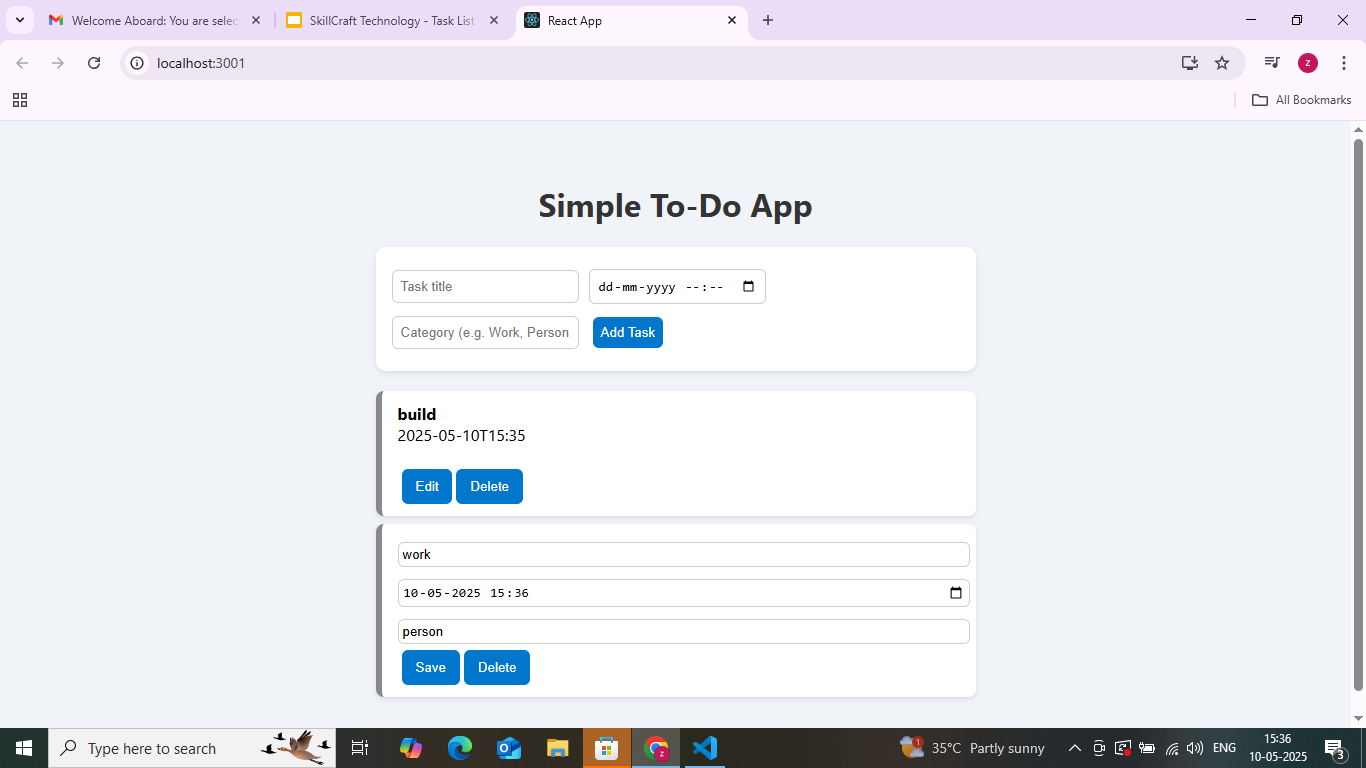 Welcome Aboard: You are selec
SkillCraft Technology - Task List
React App
localhost:3001
z
All Bookmarks
Simple To-Do App
Task title
dd-mm-yyyy --:--
Category (e.g. Work, Person
Add Task
build
2025-05-10T15:35
Edit
Delete
work
10-05-2025 15:36
person
Save
Delete
Type here to search
z
1
35°C Partly sunny
ENG
15:36
10-05-2025
3